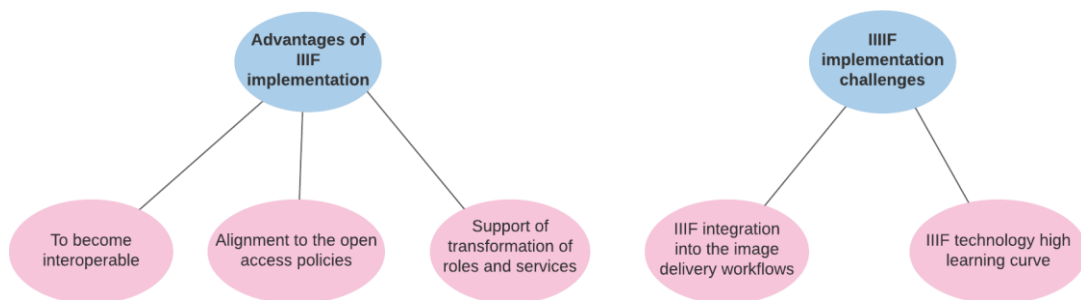 Advantages of
IIIF
implementation
IIIIF
implementation
challenges
To become
interoperable
Alignment to the open
access policies
Support of
transformation of
roles and services
IIIF integration
into the image
delivery workflows
IIIF technology high
learning curve